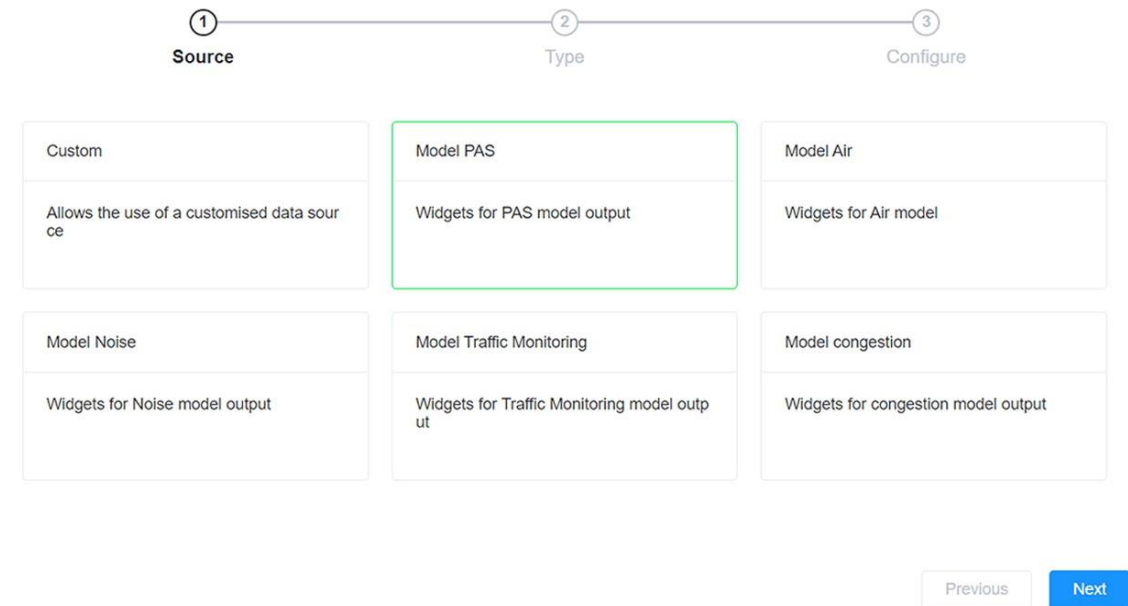 1
2
3
Source
Type
Configure
Custom
Model PAS
Model Air
Allows the use of a customised data sour
ce
Widgets for PAS model output
Widgets for Air model
Model Noise
Model Traffic Monitoring
Model congestion
Widgets for Noise model output
Widgets for Traffic Monitoring model outp
ut
Widgets for congestion model output
Previous
Next